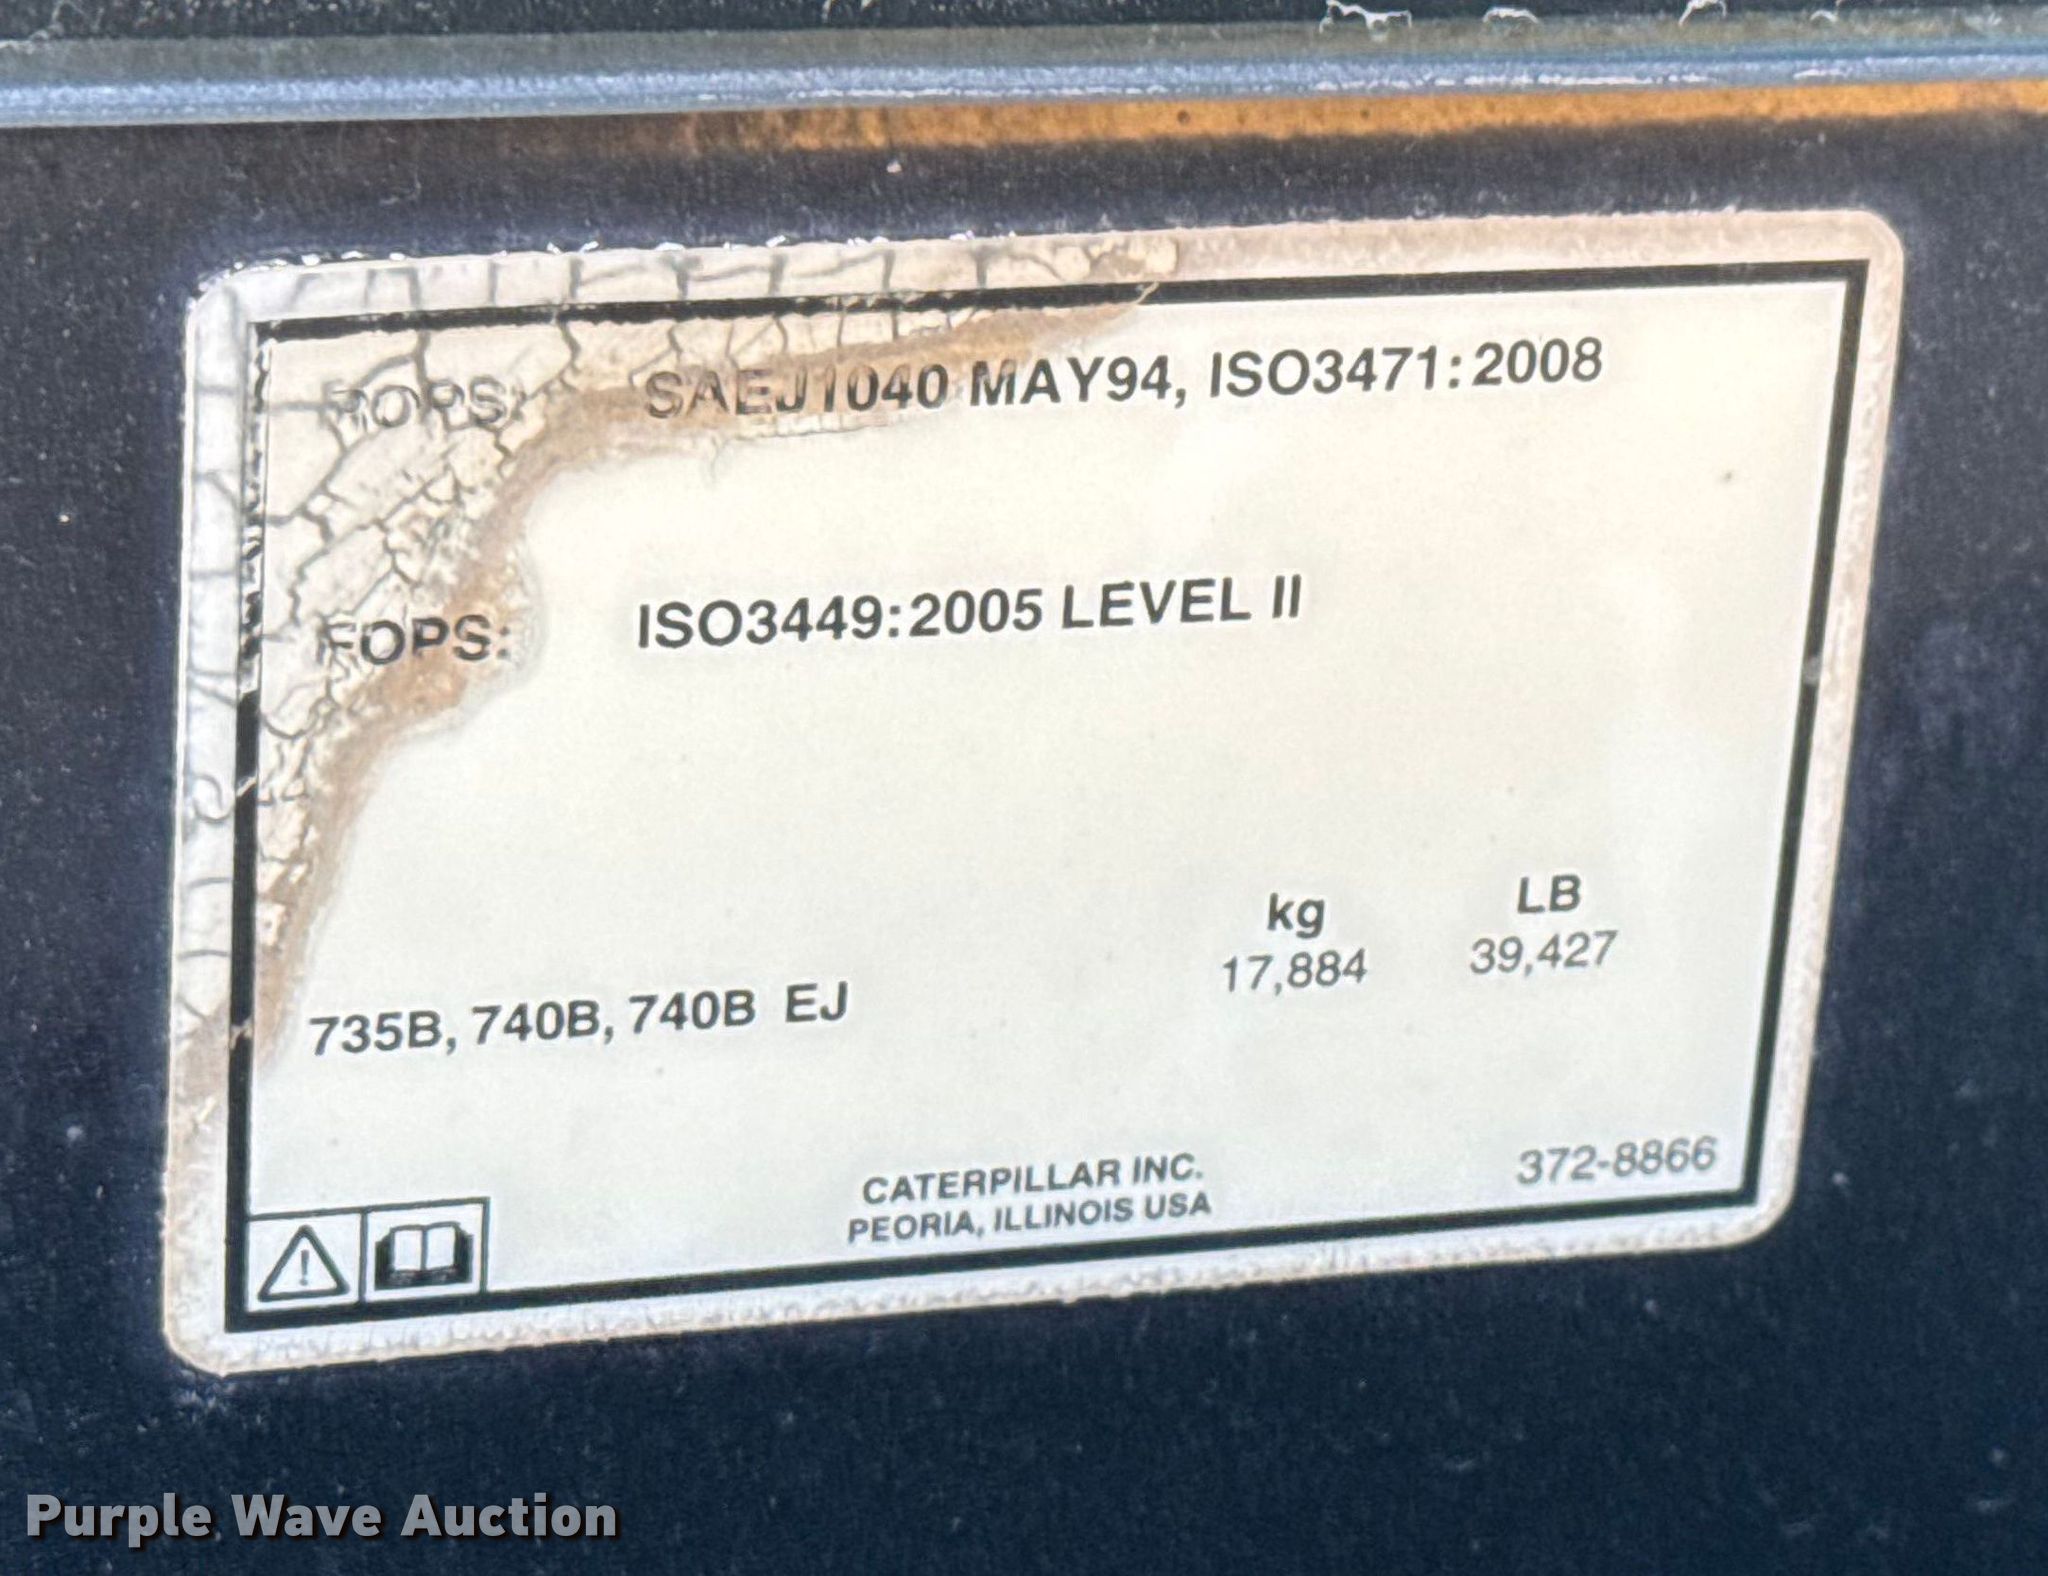 ROPS: SAEJ1040 MAY94, ISO3471:2008
FOPS: ISO3449:2005 LEVEL II
kg LB
735B, 740B, 740B EJ 17,884 39,427
CATERPILLAR INC.
PEORIA, ILLINOIS USA
372-8866
Purple Wave Auction